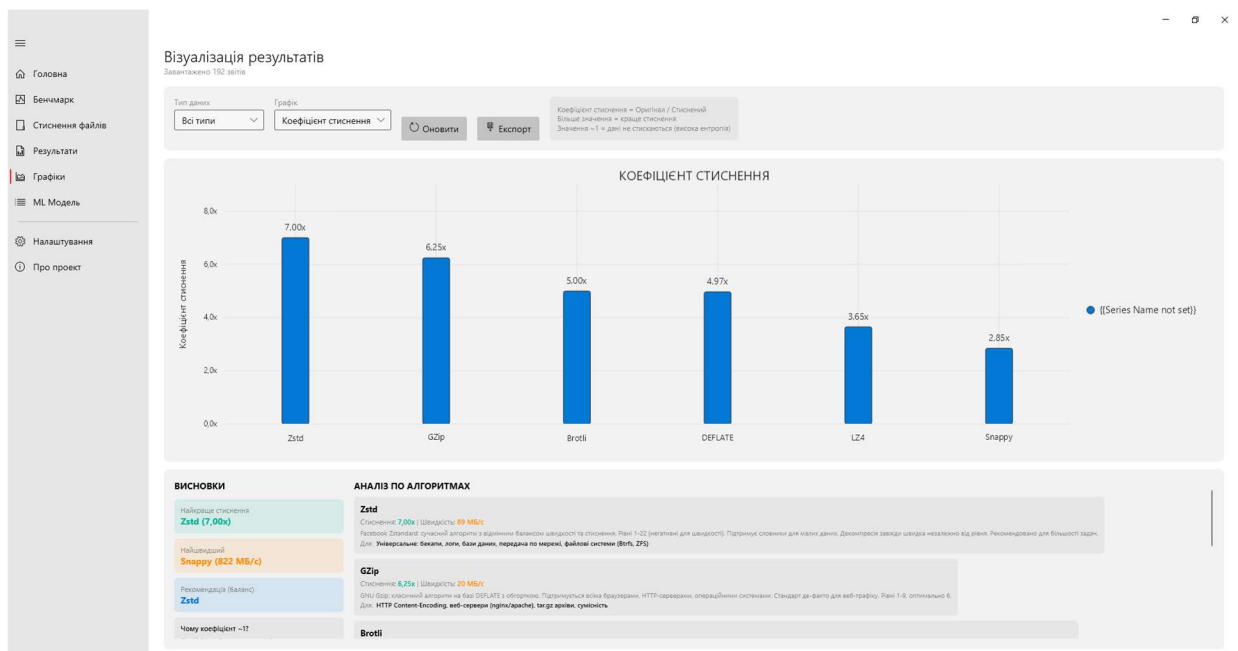 Візуалізація результатів
Завантажено 192 звітів
Головна
Бенчмарк
Стиснення файлів
Результати
Графіки
ML Модель
Налаштування
Про проект
Тип даних
Всі типи
Графік
Коефіцієнт стиснення
Оновити
Експорт
Коефіцієнт стиснення = Оригінал / Стиснений
Більше значення = краще стиснення
Значення ~1 = дані не стискаються (висока ентропія)
КОЕФІЦІЄНТ СТИСНЕННЯ
Коефіцієнт стиснення
8,0x
6,0x
4,0x
2,0x
0,0x
7,00x
6,25x
5,00x
4,97x
3,65x
2,85x
Zstd
GZip
Brotli
DEFLATE
LZ4
Snappy
{{Series Name not set}}
ВИСНОВКИ
Найкраще стиснення
Zstd (7,00x)
Найшвидший
Snappy (822 МБ/с)
Рекомендація (баланс)
Zstd
Чому коефіцієнт ~1?
АНАЛІЗ ПО АЛГОРИТМАХ
Zstd
Стиснення: 7,00x | Швидкість: 89 МБ/с
Facebook Zstandard: сучасний алгоритм з відмінним балансом швидкості та стиснення. Рівні 1-22 (негативні для швидкості). Підтримує словники для малих даних. Декомпресія завжди швидка незалежно від рівня. Рекомендовано для більшості задач.
Для: Універсальне: бекапи, логи, бази даних, передача по мережі, файлові системи (Btrfs, ZFS)
GZip
Стиснення: 6,25x | Швидкість: 20 МБ/с
GNU Gzip: класичний алгоритм на базі DEFLATE з обгорткою. Підтримується всіма браузерами, HTTP-серверами, операційними системами. Стандарт де-факто для веб-трафіку. Рівні 1-9, оптимально 6.
Для: HTTP Content-Encoding, веб-сервери (nginx/apache), tar.gz архіви, сумісність
Brotli